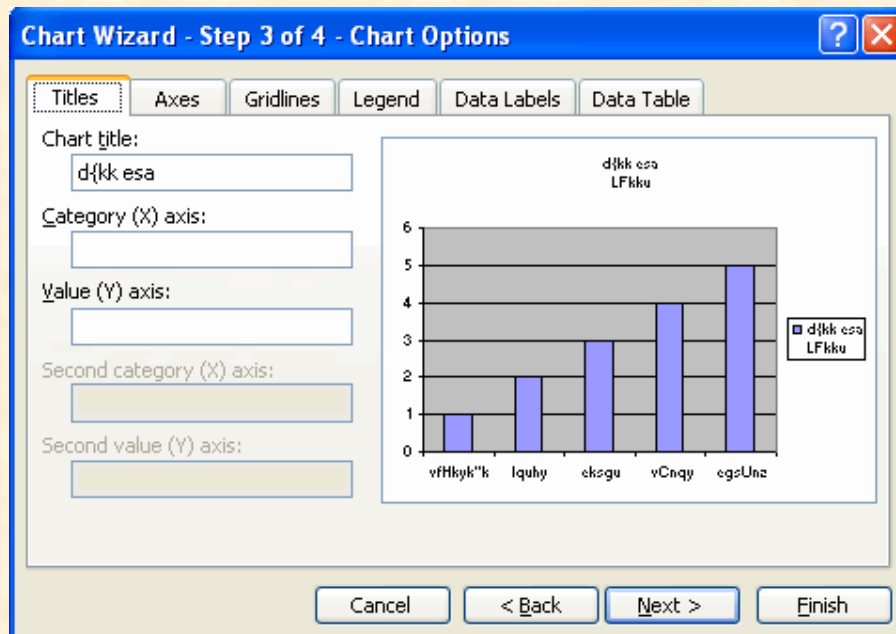 Chart Wizard - Step 3 of 4 - Chart Options
Titles Axes Gridlines Legend Data Labels Data Table
Chart title:
d{kk esa
Category (X) axis:
Value (Y) axis:
Second category (X) axis:
Second value (Y) axis:
d{kk esa
LFkku
6
5
4
3
2
1
0
vfHkyk"k lquhy eksgu vCnqy egsUnz
d{kk esa
LFkku
Cancel < Back Next > Finish